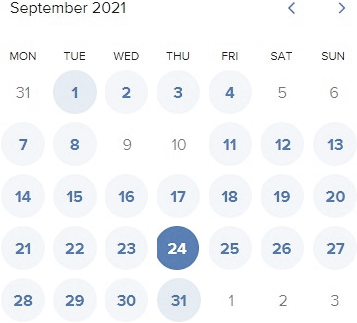 September 2021
MON TUE WED THU FRI SAT SUN
31 1 2 3 4 5 6
7 8 9 10 11 12 13
14 15 16 17 18 19 20
21 22 23 24 25 26 27
28 29 30 31 1 2 3